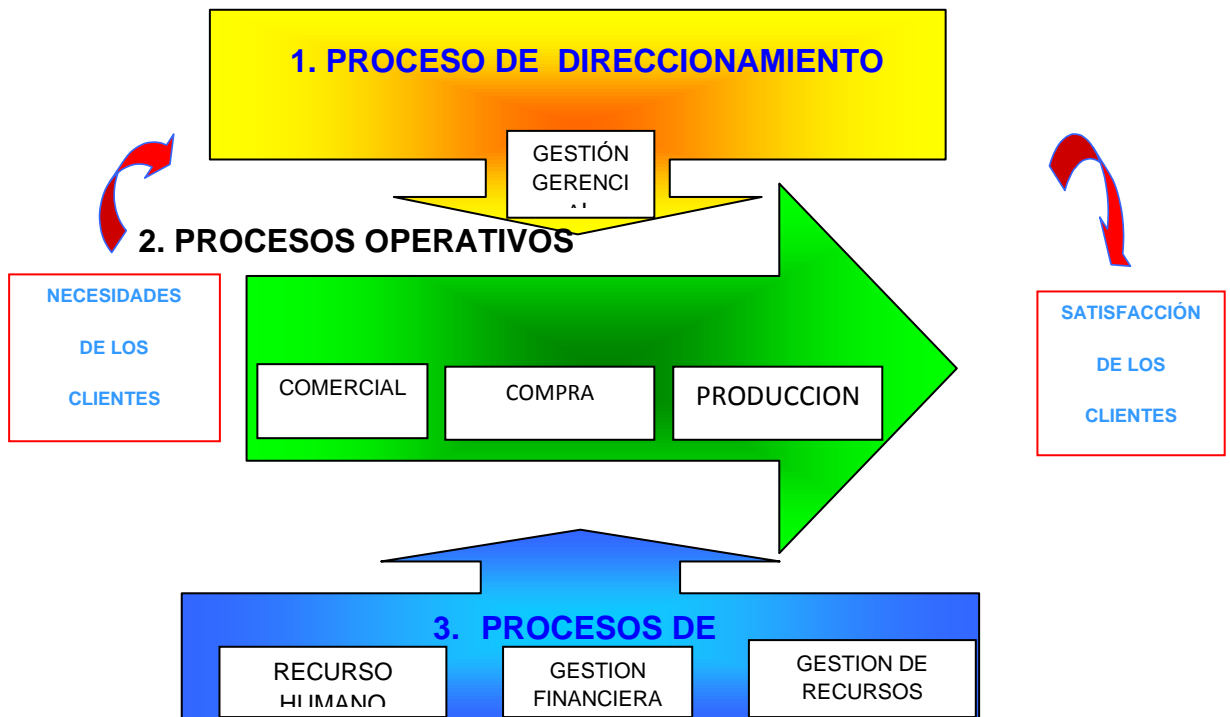 1. PROCESO DE DIRECCIONAMIENTO
GESTIÓN
GERENCI
2. PROCESOS OPERATIVOS
NECESIDADES
DE LOS
CLIENTES
COMERCIAL
COMPRA
PRODUCCION
SATISFACCIÓN
DE LOS
CLIENTES
3. PROCESOS DE
RECURSO
HUMANO
GESTION
FINANCIERA
GESTION DE
RECURSOS